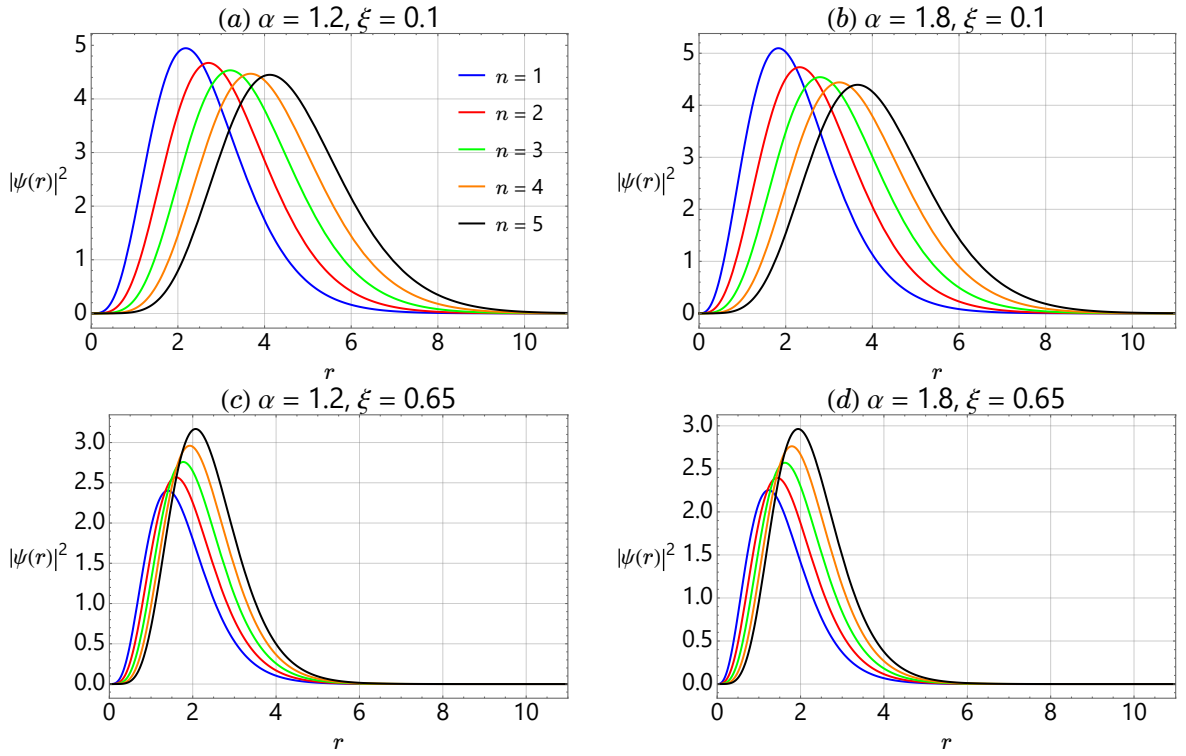 (a) α = 1.2, ξ = 0.1
5
4
3
2
1
0
|ψ(r)|²
n = 1
n = 2
n = 3
n = 4
n = 5
0 2 4 6 8 10
r
(b) α = 1.8, ξ = 0.1
5
4
3
2
1
0
|ψ(r)|²
0 2 4 6 8 10
r
(c) α = 1.2, ξ = 0.65
3.0
2.5
2.0
1.5
1.0
0.5
0.0
|ψ(r)|²
0 2 4 6 8 10
r
(d) α = 1.8, ξ = 0.65
3.0
2.5
2.0
1.5
1.0
0.5
0.0
|ψ(r)|²
0 2 4 6 8 10
r